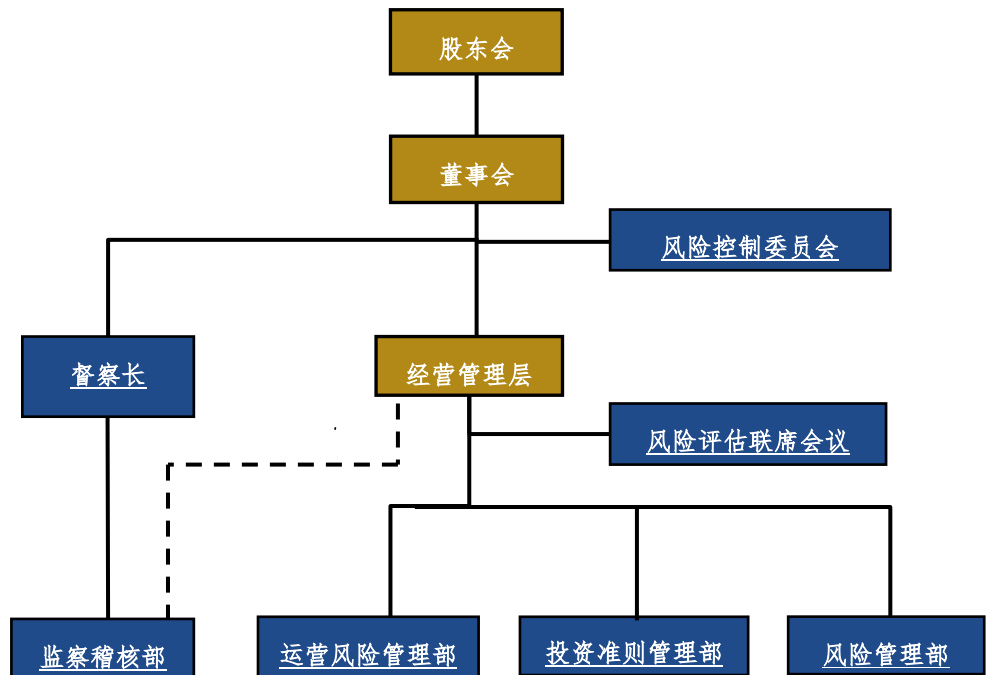 股东会
董事会
风险控制委员会
督察长
经营管理层
风险评估联席会议
监察稽核部
运营风险管理部
投资准则管理部
风险管理部